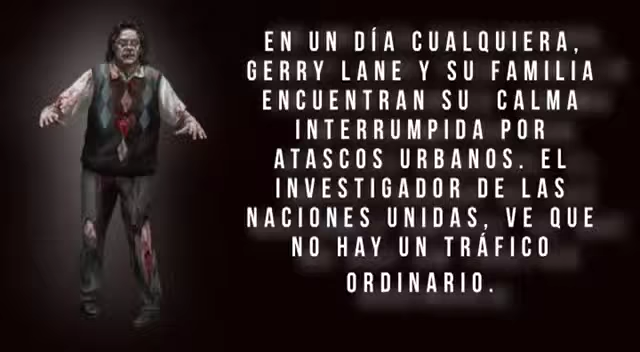 EN UN DÍA CUALQUIERA,
GERRY LANE Y SU FAMILIA
ENCUENTRAN SU CALMA
INTERRUMPIDA POR
ATASCOS URBANOS. EL
INVESTIGADOR DE LAS
NACIONES UNIDAS, VE QUE
NO HAY UN TRÁFICO
ORDINARIO.